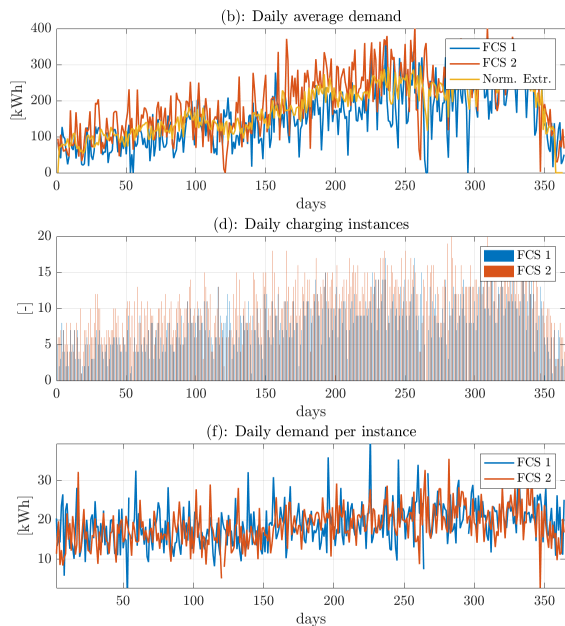 (b): Daily average demand
400
300
200
100
0
[kWh]
FCS 1
FCS 2
Norm. Extr.
0 50 100 150 200 250 300 350
days
(d): Daily charging instances
20
15
10
5
0
[-]
FCS 1
FCS 2
0 50 100 150 200 250 300 350
days
(f): Daily demand per instance
30
20
10
[kWh]
FCS 1
FCS 2
50 100 150 200 250 300 350
days